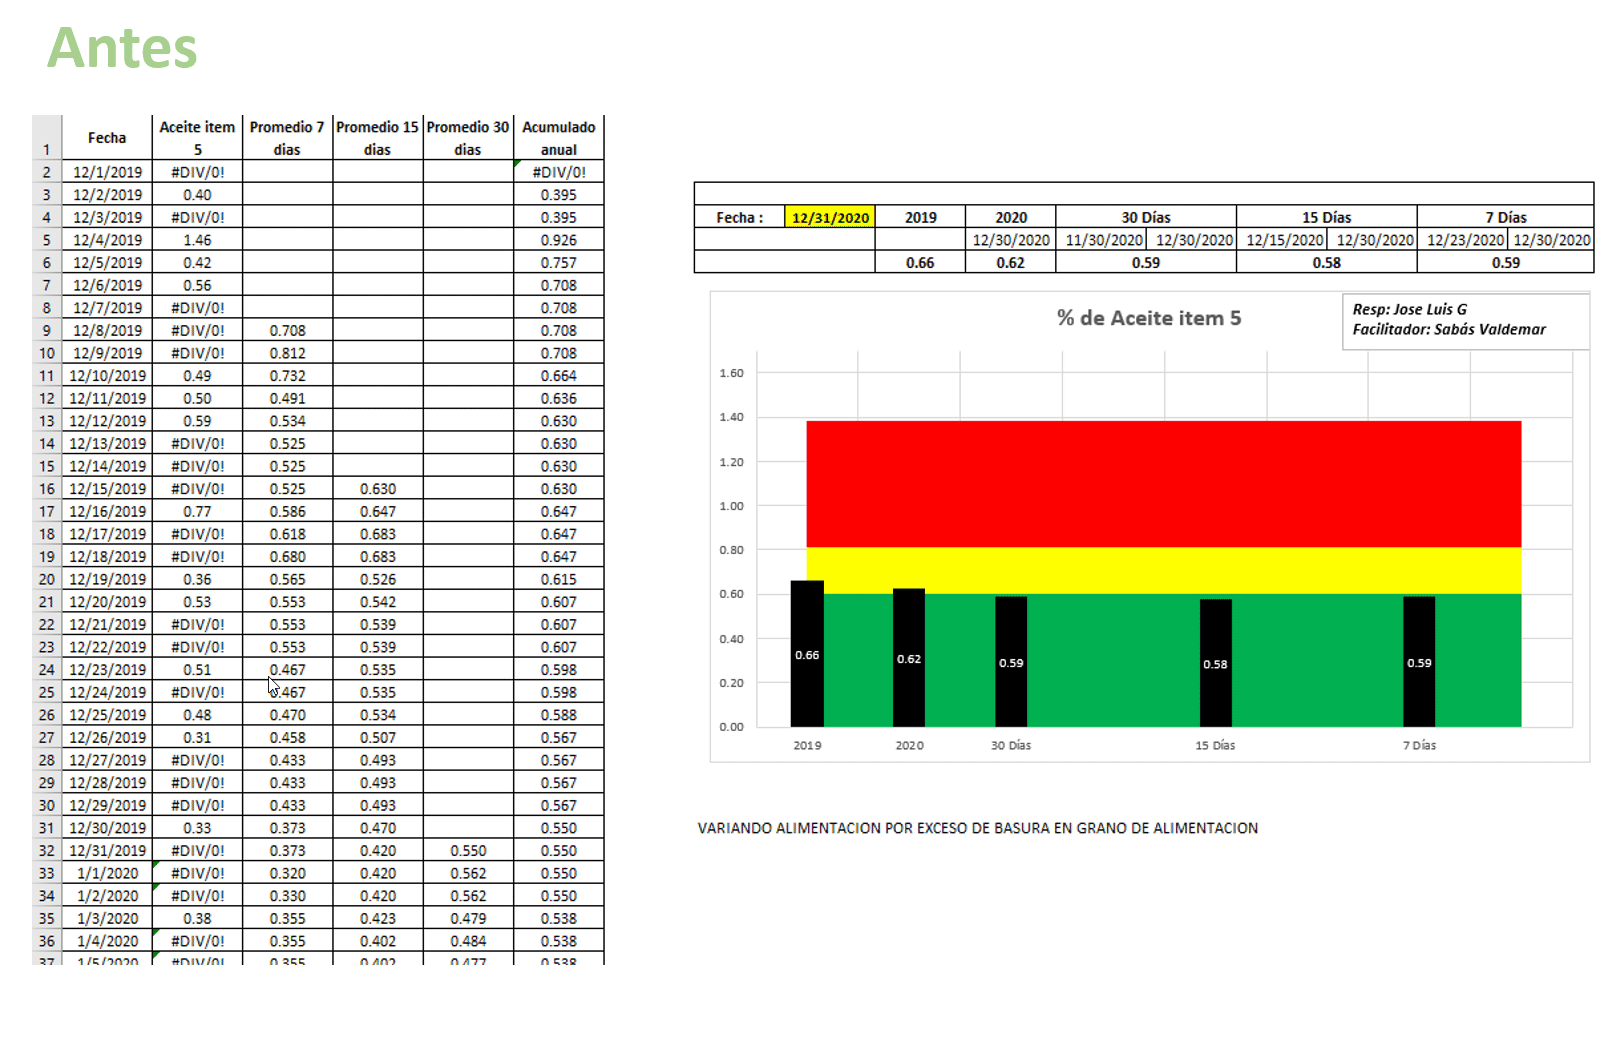 Antes
Fecha Aceite item 5 Promedio 7 dias Promedio 15 dias Promedio 30 dias Acumulado anual
1
2 12/1/2019 #DIV/0! #DIV/0!
3 12/2/2019 0.40 0.395
4 12/3/2019 #DIV/0! 0.395
5 12/4/2019 1.46 0.926
6 12/5/2019 0.42 0.757
7 12/6/2019 0.56 0.708
8 12/7/2019 #DIV/0! 0.708
9 12/8/2019 #DIV/0! 0.708 0.708
10 12/9/2019 #DIV/0! 0.812 0.708
11 12/10/2019 0.49 0.732 0.664
12 12/11/2019 0.50 0.491 0.636
13 12/12/2019 0.59 0.534 0.630
14 12/13/2019 #DIV/0! 0.525 0.630
15 12/14/2019 #DIV/0! 0.525 0.630
16 12/15/2019 #DIV/0! 0.525 0.630 0.630
17 12/16/2019 0.77 0.586 0.647 0.647
18 12/17/2019 #DIV/0! 0.618 0.683 0.647
19 12/18/2019 #DIV/0! 0.680 0.683 0.647
20 12/19/2019 0.36 0.565 0.526 0.615
21 12/20/2019 0.53 0.553 0.542 0.607
22 12/21/2019 #DIV/0! 0.553 0.539 0.607
23 12/22/2019 #DIV/0! 0.553 0.539 0.607
24 12/23/2019 0.51 0.467 0.535 0.598
25 12/24/2019 #DIV/0! 0.467 0.535 0.598
26 12/25/2019 0.48 0.470 0.534 0.588
27 12/26/2019 0.31 0.458 0.507 0.567
28 12/27/2019 #DIV/0! 0.433 0.493 0.567
29 12/28/2019 #DIV/0! 0.433 0.493 0.567
30 12/29/2019 #DIV/0! 0.433 0.493 0.567
31 12/30/2019 0.33 0.373 0.470 0.550
32 12/31/2019 #DIV/0! 0.373 0.420 0.550 0.550
33 1/1/2020 #DIV/0! 0.320 0.420 0.562 0.550
34 1/2/2020 #DIV/0! 0.330 0.420 0.562 0.550
35 1/3/2020 0.38 0.355 0.423 0.479 0.538
36 1/4/2020 #DIV/0! 0.355 0.402 0.484 0.538
37 1/5/2020 #DIV/0! 0.355 0.402 0.477 0.538
Fecha : 12/31/2020 2019 2020 30 Días 15 Días 7 Días
12/30/2020 11/30/2020 12/30/2020 12/15/2020 12/30/2020 12/23/2020 12/30/2020
0.66 0.62 0.59 0.58 0.59
% de Aceite item 5
Resp: Jose Luis G
Facilitador: Sabás Valdemar
1.60
1.40
1.20
1.00
0.80
0.60
0.40
0.20
0.00
0.66 0.62 0.59 0.58 0.59
2019 2020 30 Días 15 Días 7 Días
VARIANDO ALIMENTACION POR EXCESO DE BASURA EN GRANO DE ALIMENTACION